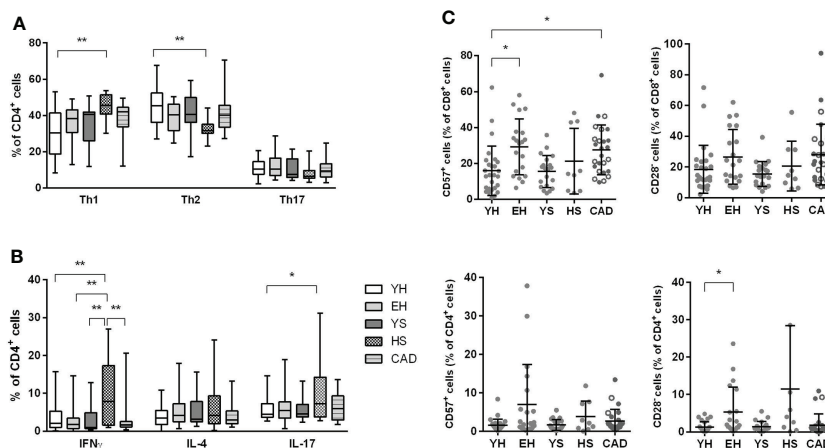 A
% of CD4⁺ cells
80
60
40
20
0
**
**
Th1 Th2 Th17
B
% of CD4⁺ cells
40
30
20
10
0
**
**
**
**
*
IFNγ IL-4 IL-17
YH
EH
YS
HS
CAD
C
CD57⁺ cells (% of CD8⁺ cells)
80
60
40
20
0
*
*
YH EH YS HS CAD
CD28⁻ cells (% of CD8⁺ cells)
100
80
60
40
20
0
YH EH YS HS CA
CD57⁺ cells (% of CD4⁺ cells)
40
30
20
10
0
YH EH YS HS CAD
CD28⁻ cells (% of CD4⁺ cells)
40
30
20
10
0
*
YH EH YS HS CAD